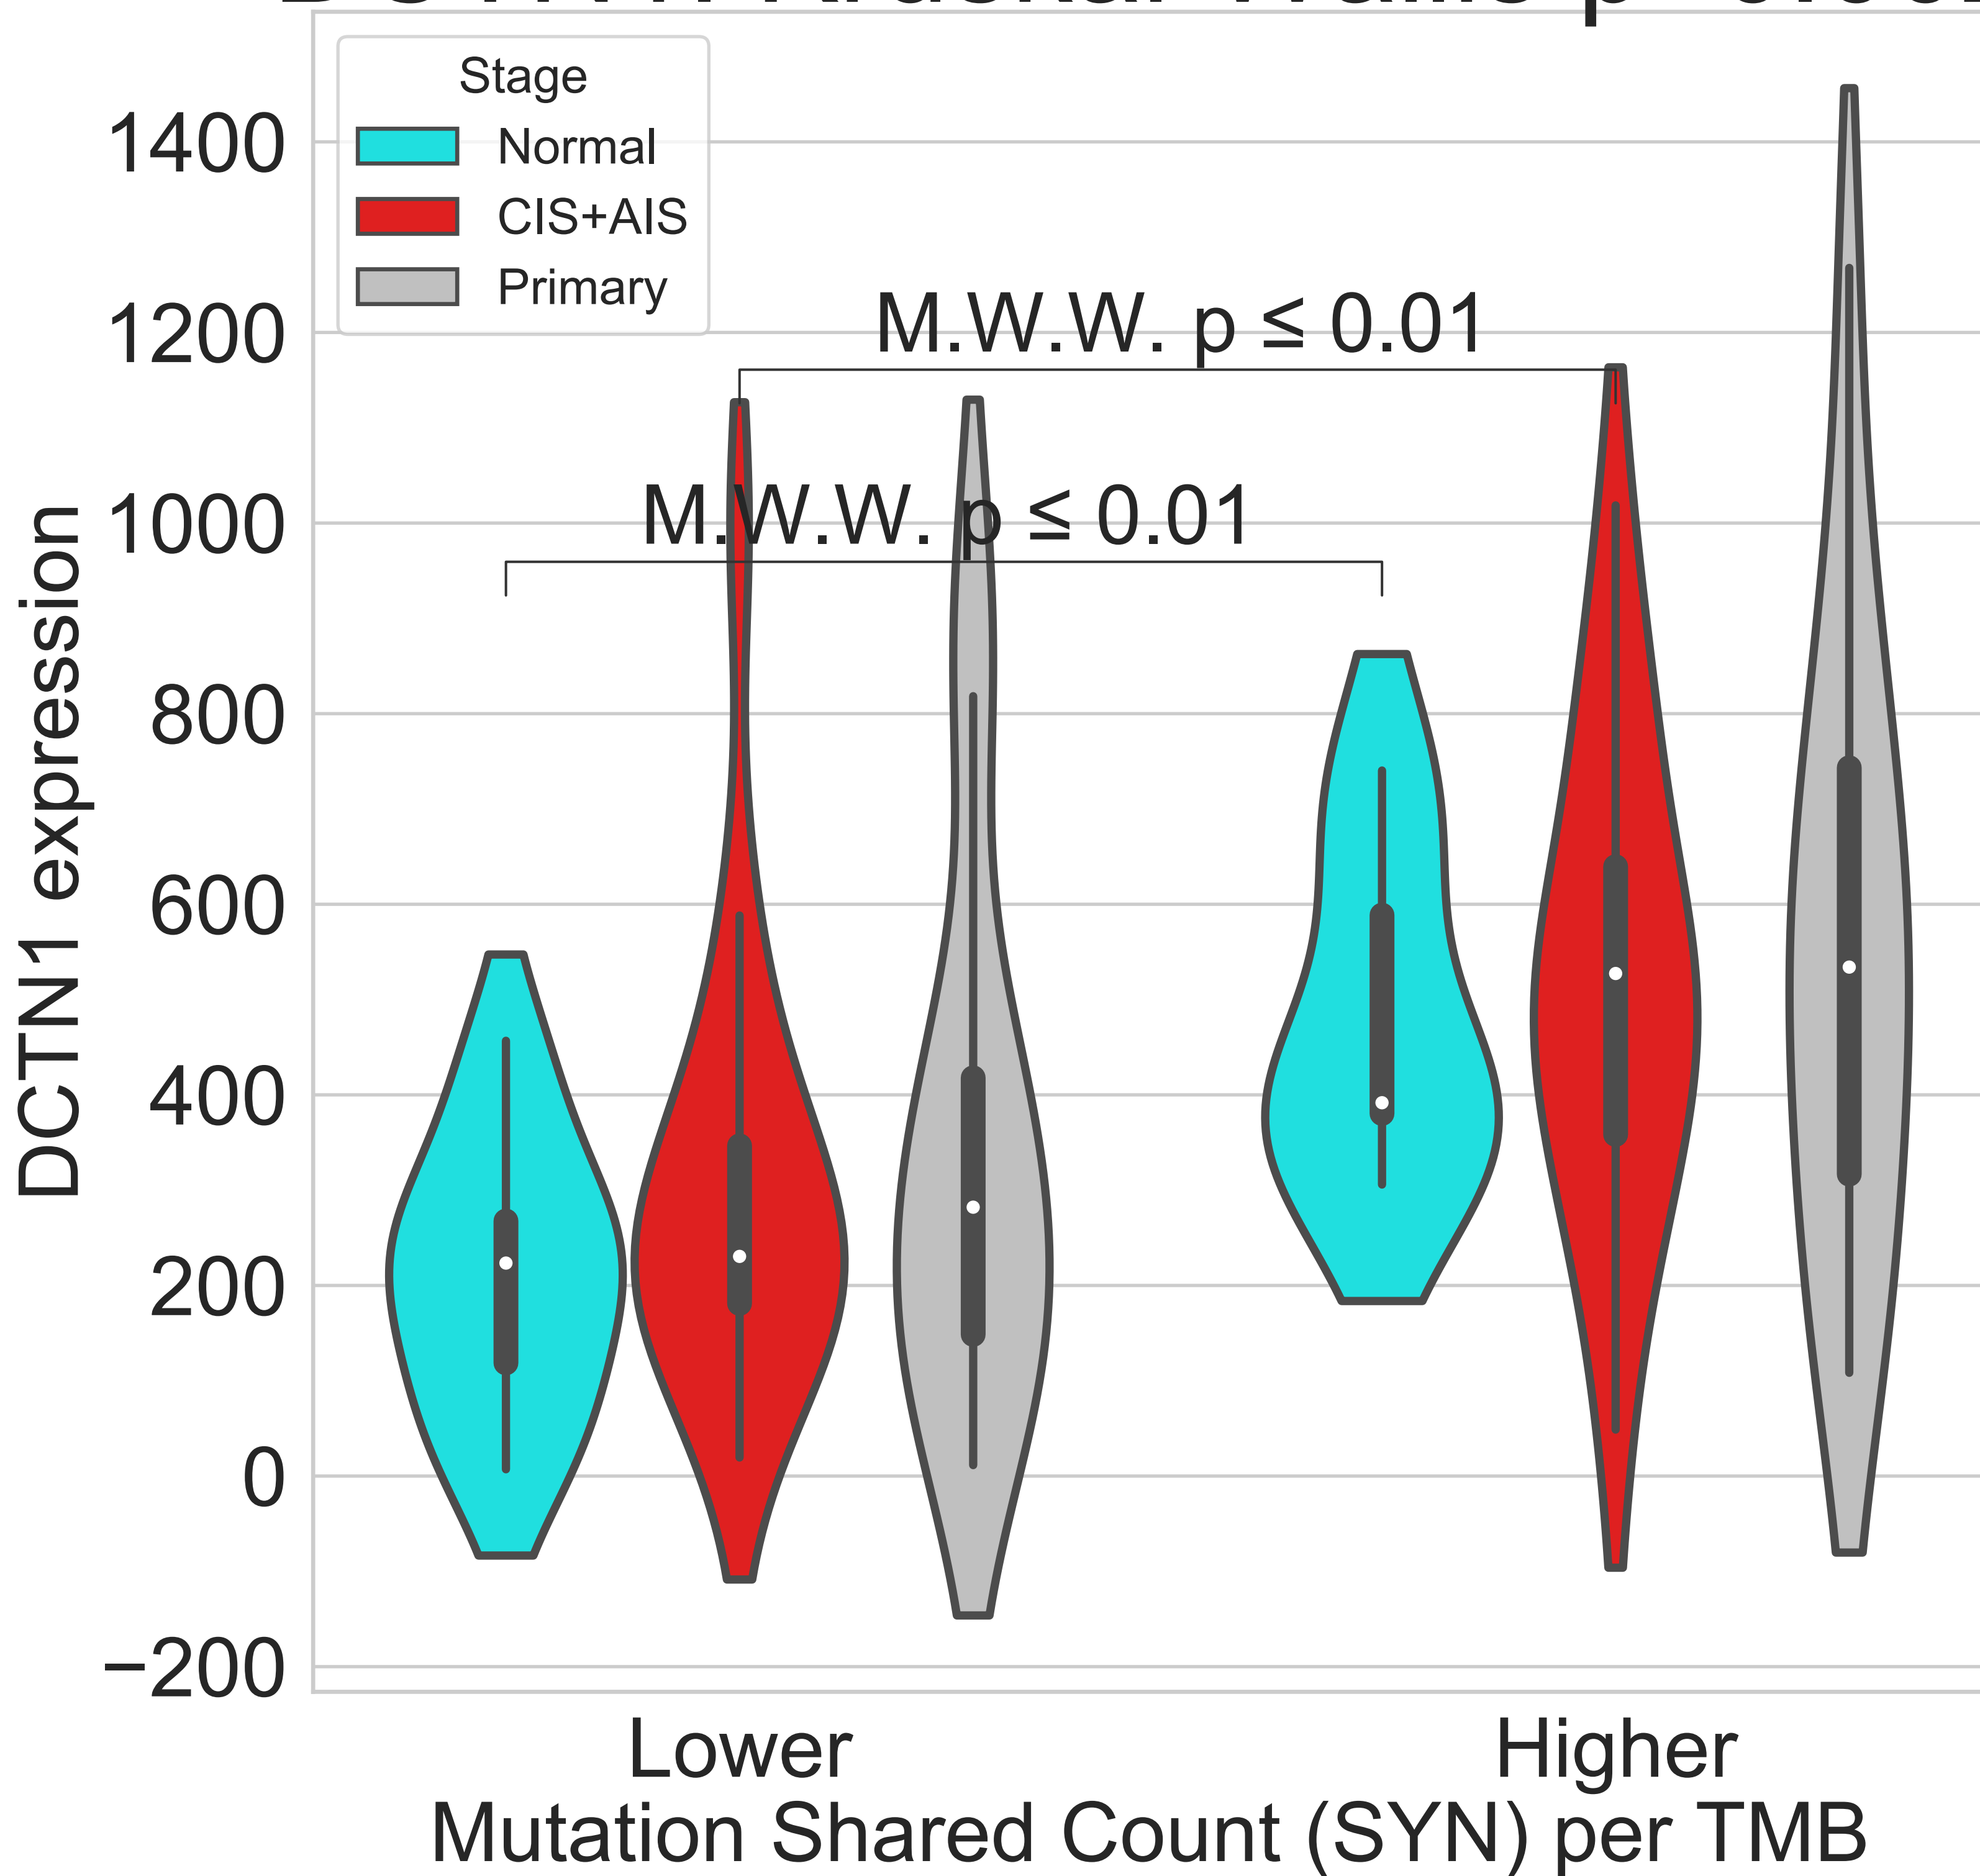 Stage
Normal
CIS+AIS
Primary
1400
1200
1000
800
600
400
200
0
−200
DCTN1 expression
M.W.W. p ≤ 0.01
M.W.W. p ≤ 0.01
Lower
Higher
Mutation Shared Count (SYN) per TMB